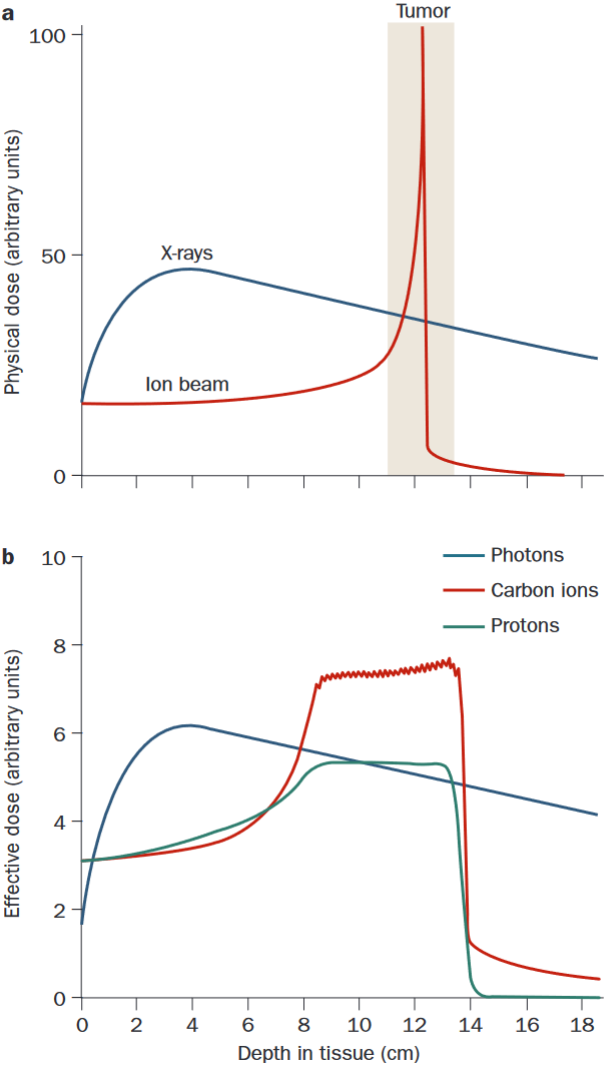 a
Tumor
100
50
0
Physical dose (arbitrary units)
X-rays
Ion beam
b
10
8
6
4
2
0
Effective dose (arbitrary units)
Photons
Carbon ions
Protons
0 2 4 6 8 10 12 14 16 18
Depth in tissue (cm)